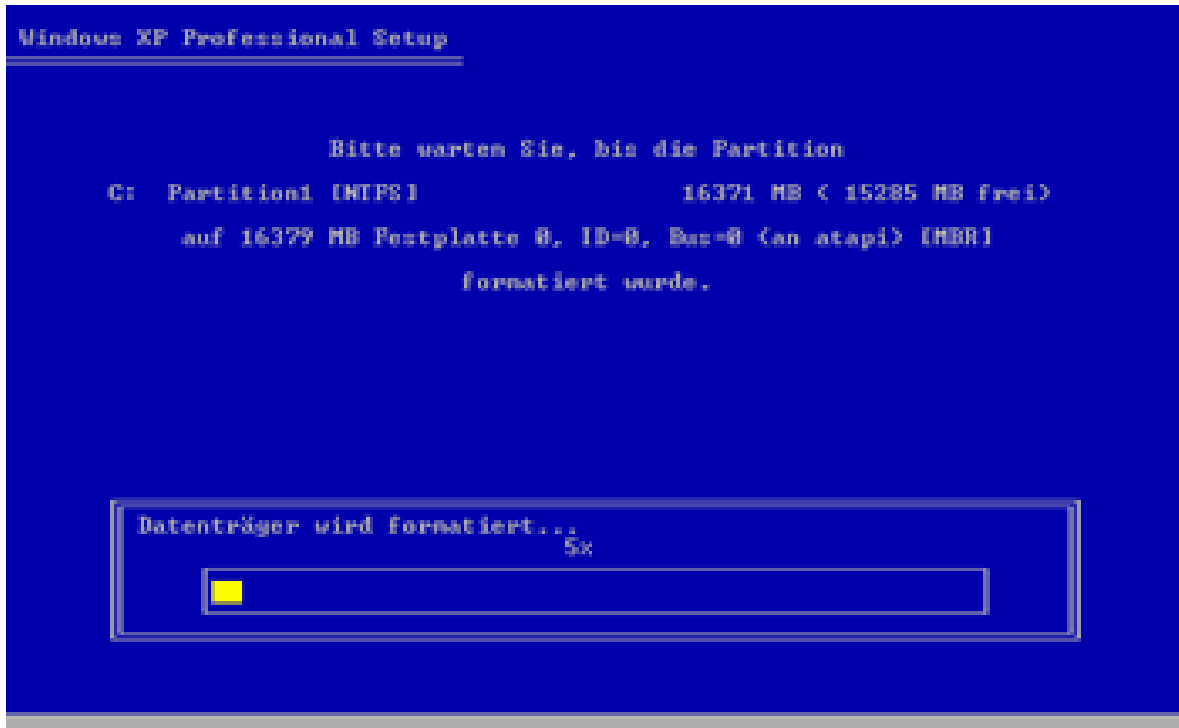 Windows XP Professional Setup
Bitte warten Sie, bis die Partition
C: Partition1 [NTFS] 16371 MB ( 15285 MB frei)
auf 16379 MB Festplatte 0, ID=0, Bus=0 (an atapi) [MBR]
formatiert wurde.
Datenträger wird formatiert...
5%